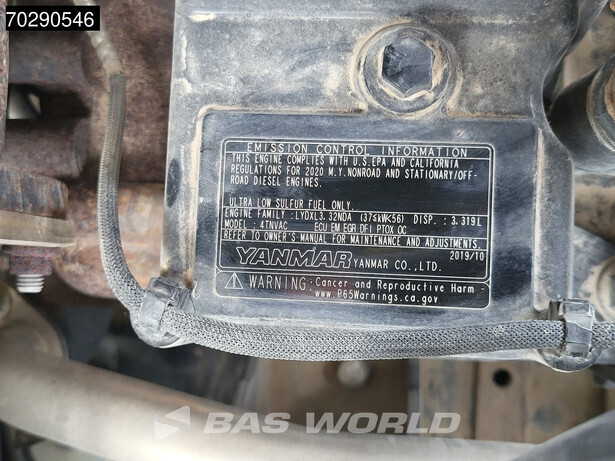 70290546
EMISSION CONTROL INFORMATION
THIS ENGINE COMPLIES WITH U.S.EPA AND CALIFORNIA
REGULATIONS FOR 2020 M.Y.NONROAD AND STATIONARY/OFF-
ROAD DIESEL ENGINES.
ULTRA LOW SULFUR FUEL ONLY.
ENGINE FAMILY : LYDXL3.32NDA (37≤kW<56) DISP. : 3.319L
MODEL : 4TNVAC ECU EM EGR DFI PTOX OC
REFER TO OWNER'S MANUAL FOR MAINTENANCE AND ADJUSTMENTS.
2019/10
YANMAR YANMAR CO.,LTD.
WARNING: Cancer and Reproductive Harm -
www.P65Warnings.ca.gov
BAS WORLD